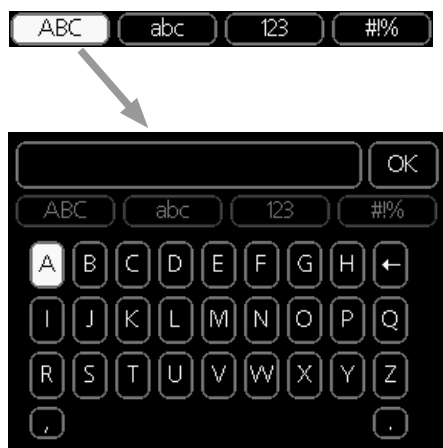 ABC abc 123 #!%
OK
ABC abc 123 #!%
A B C D E F G H ←
I J K L M N O P Q
R S T U V W X Y Z
, .